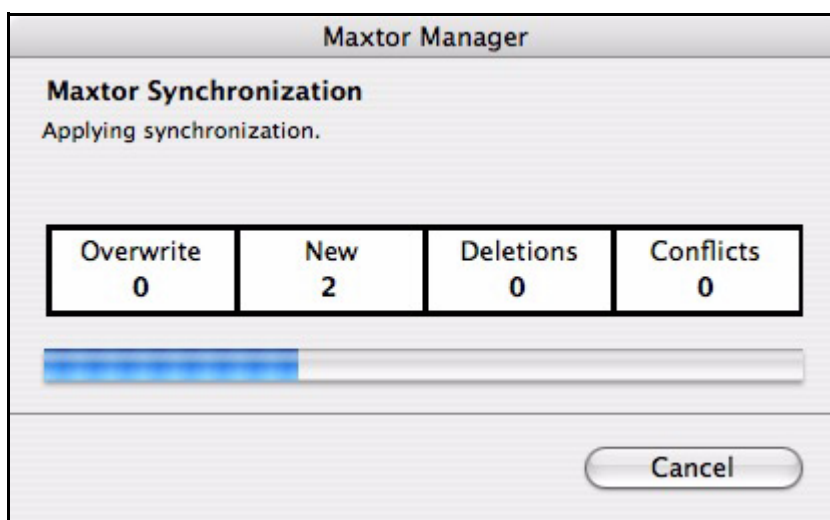 Maxtor Manager
Maxtor Synchronization
Applying synchronization.
Overwrite New Deletions Conflicts
0 2 0 0
Cancel